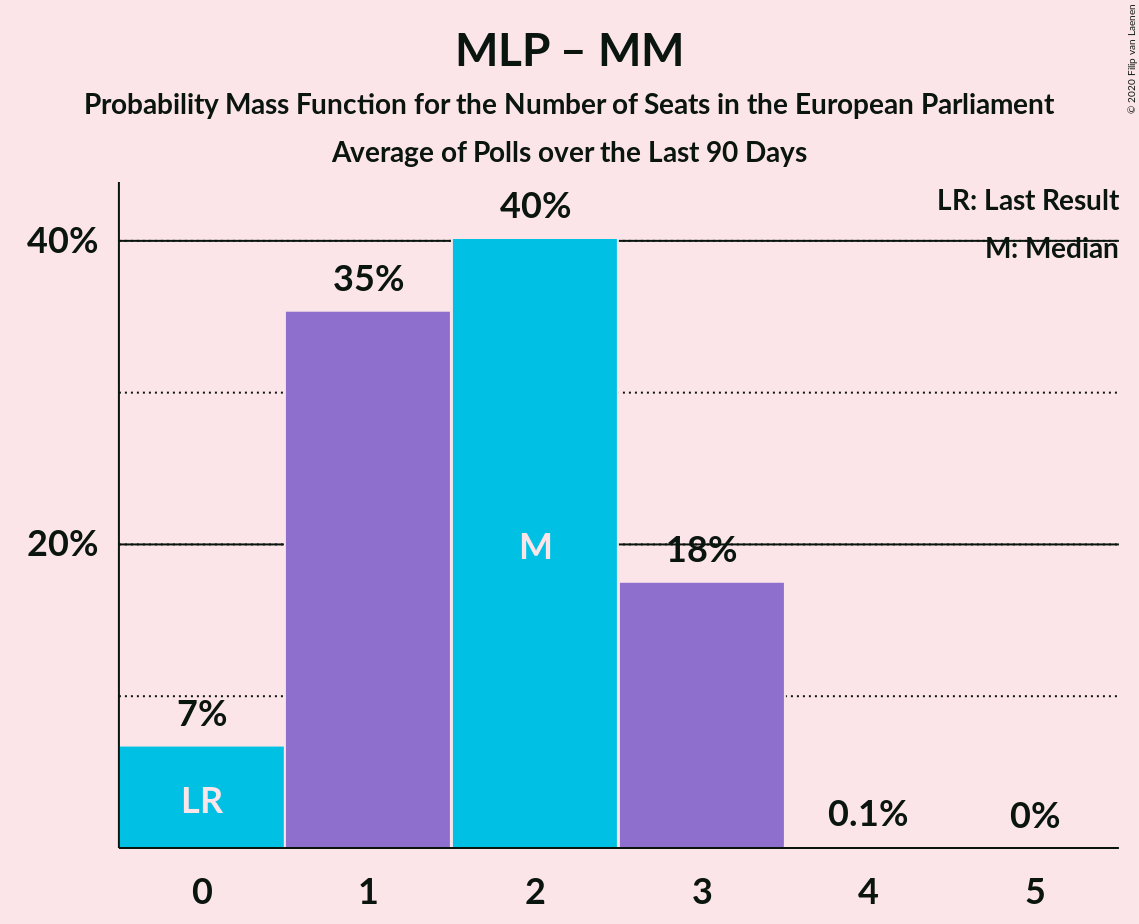 MLP – MM
Probability Mass Function for the Number of Seats in the European Parliament
Average of Polls over the Last 90 Days
© 2020 Filip van Laenen
LR: Last Result
M: Median
40%
20%
7%
35%
40%
18%
0.1%
0%
LR
M
0 1 2 3 4 5